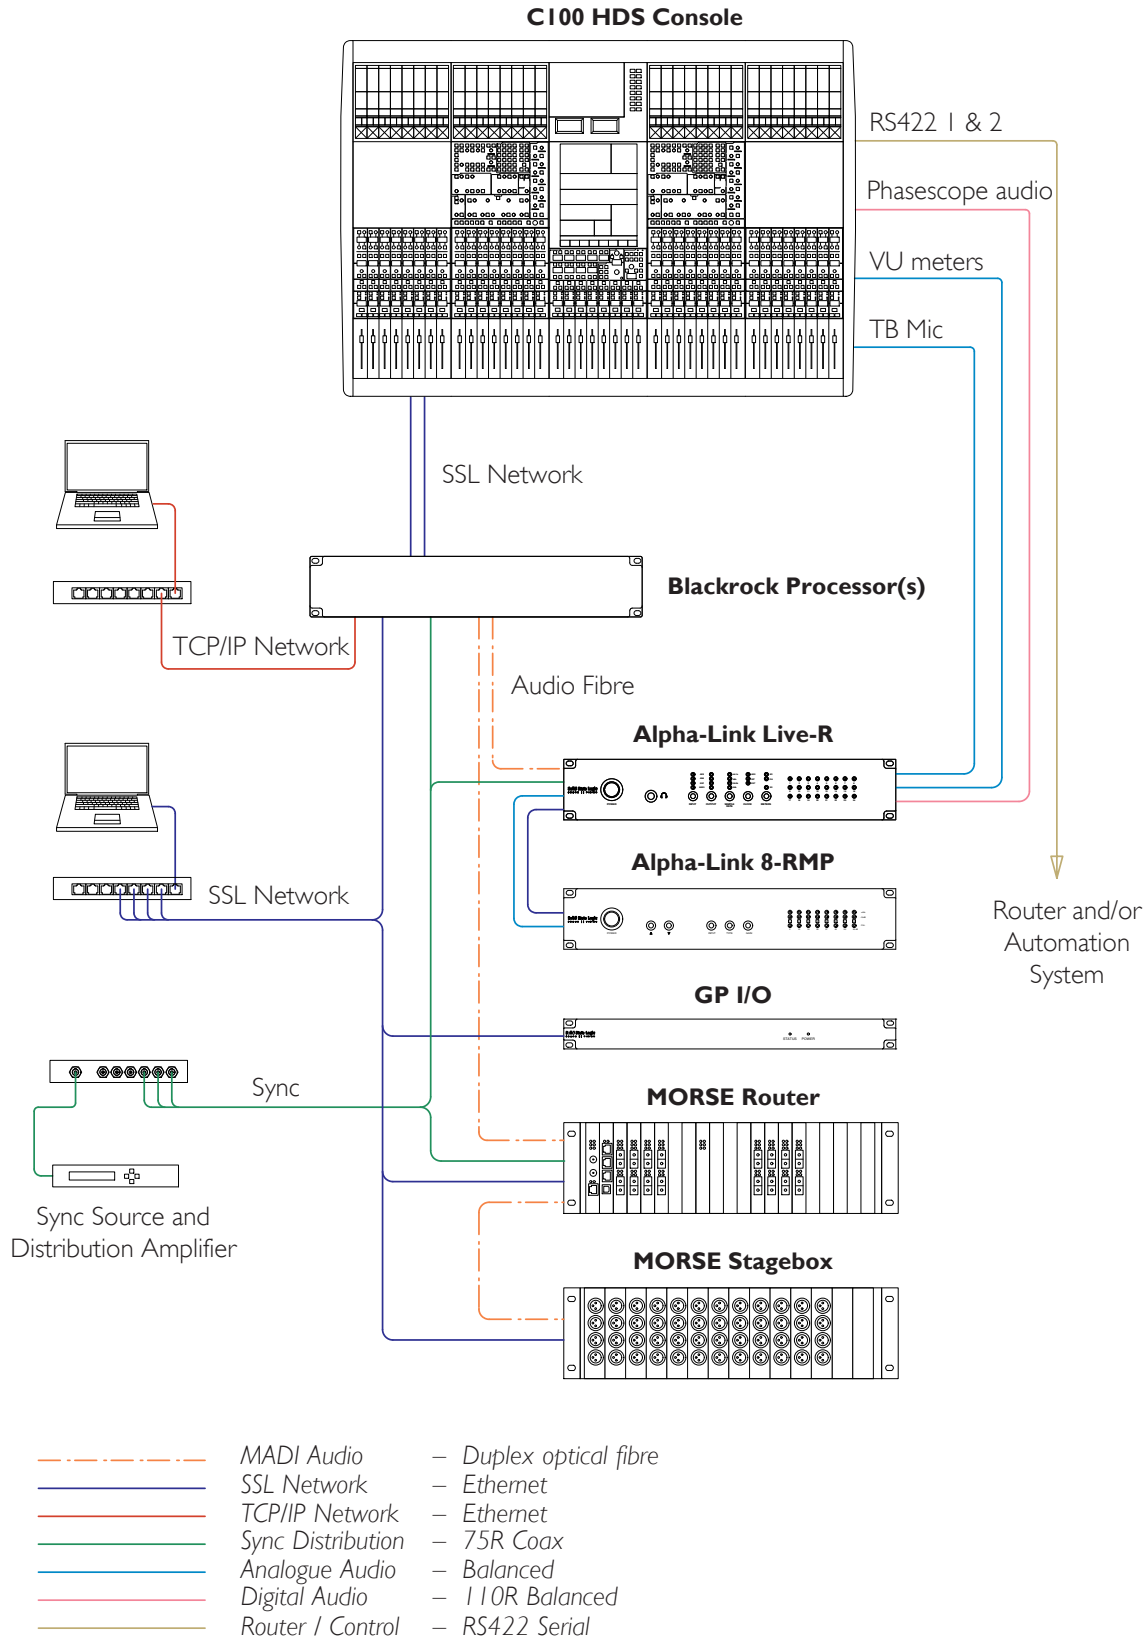 C100 HDS Console
RS422 1 & 2
Phasescope audio
VU meters
TB Mic
SSL Network
Blackrock Processor(s)
TCP/IP Network
Audio Fibre
Alpha-Link Live-R
Alpha-Link 8-RMP
SSL Network
Router and/or
Automation
System
GP I/O
STATUS POWER
Sync
MORSE Router
Sync Source and
Distribution Amplifier
MORSE Stagebox
MADI Audio – Duplex optical fibre
SSL Network – Ethernet
TCP/IP Network – Ethernet
Sync Distribution – 75R Coax
Analogue Audio – Balanced
Digital Audio – 110R Balanced
Router / Control – RS422 Serial